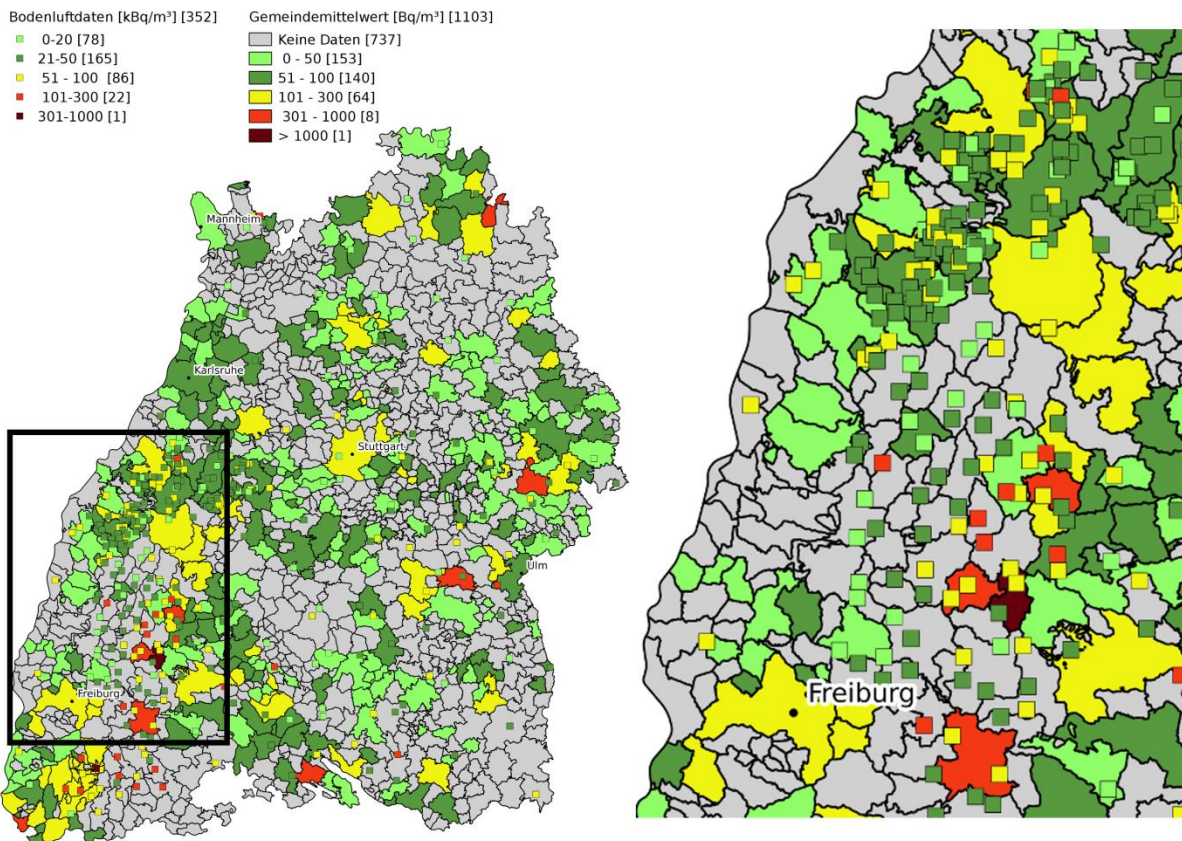 Bodenluftdaten [kBq/m³] [352]
0-20 [78]
21-50 [165]
51 - 100 [86]
101-300 [22]
301-1000 [1]
Gemeindemittelwert [Bq/m³] [1103]
Keine Daten [737]
0 - 50 [153]
51 - 100 [140]
101 - 300 [64]
301 - 1000 [8]
> 1000 [1]
Mannheim
Karlsruhe
Stuttgart
Ulm
Freiburg
Freiburg